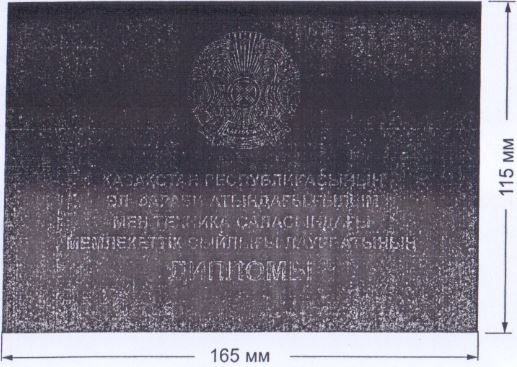 ҚАЗАҚСТАН РЕСПУБЛИКАСЫНЫҢ
ӘЛ-ФАРАБИ АТЫНДАҒЫ ҒЫЛЫМ
МЕН ТЕХНИКА САЛАСЫНДАҒЫ
МЕМЛЕКЕТТІК СЫЙЛЫҒЫ ЛАУРЕАТЫНЫҢ
ДИПЛОМЫ
115 мм
165 мм